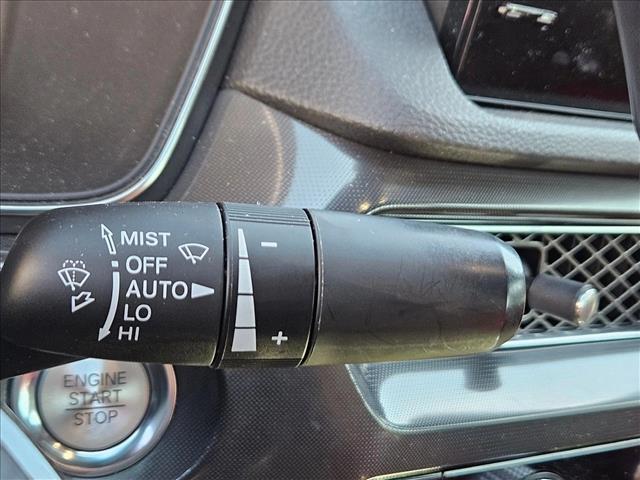 MIST
OFF
AUTO
LO
HI
−
+
ENGINE
START
STOP